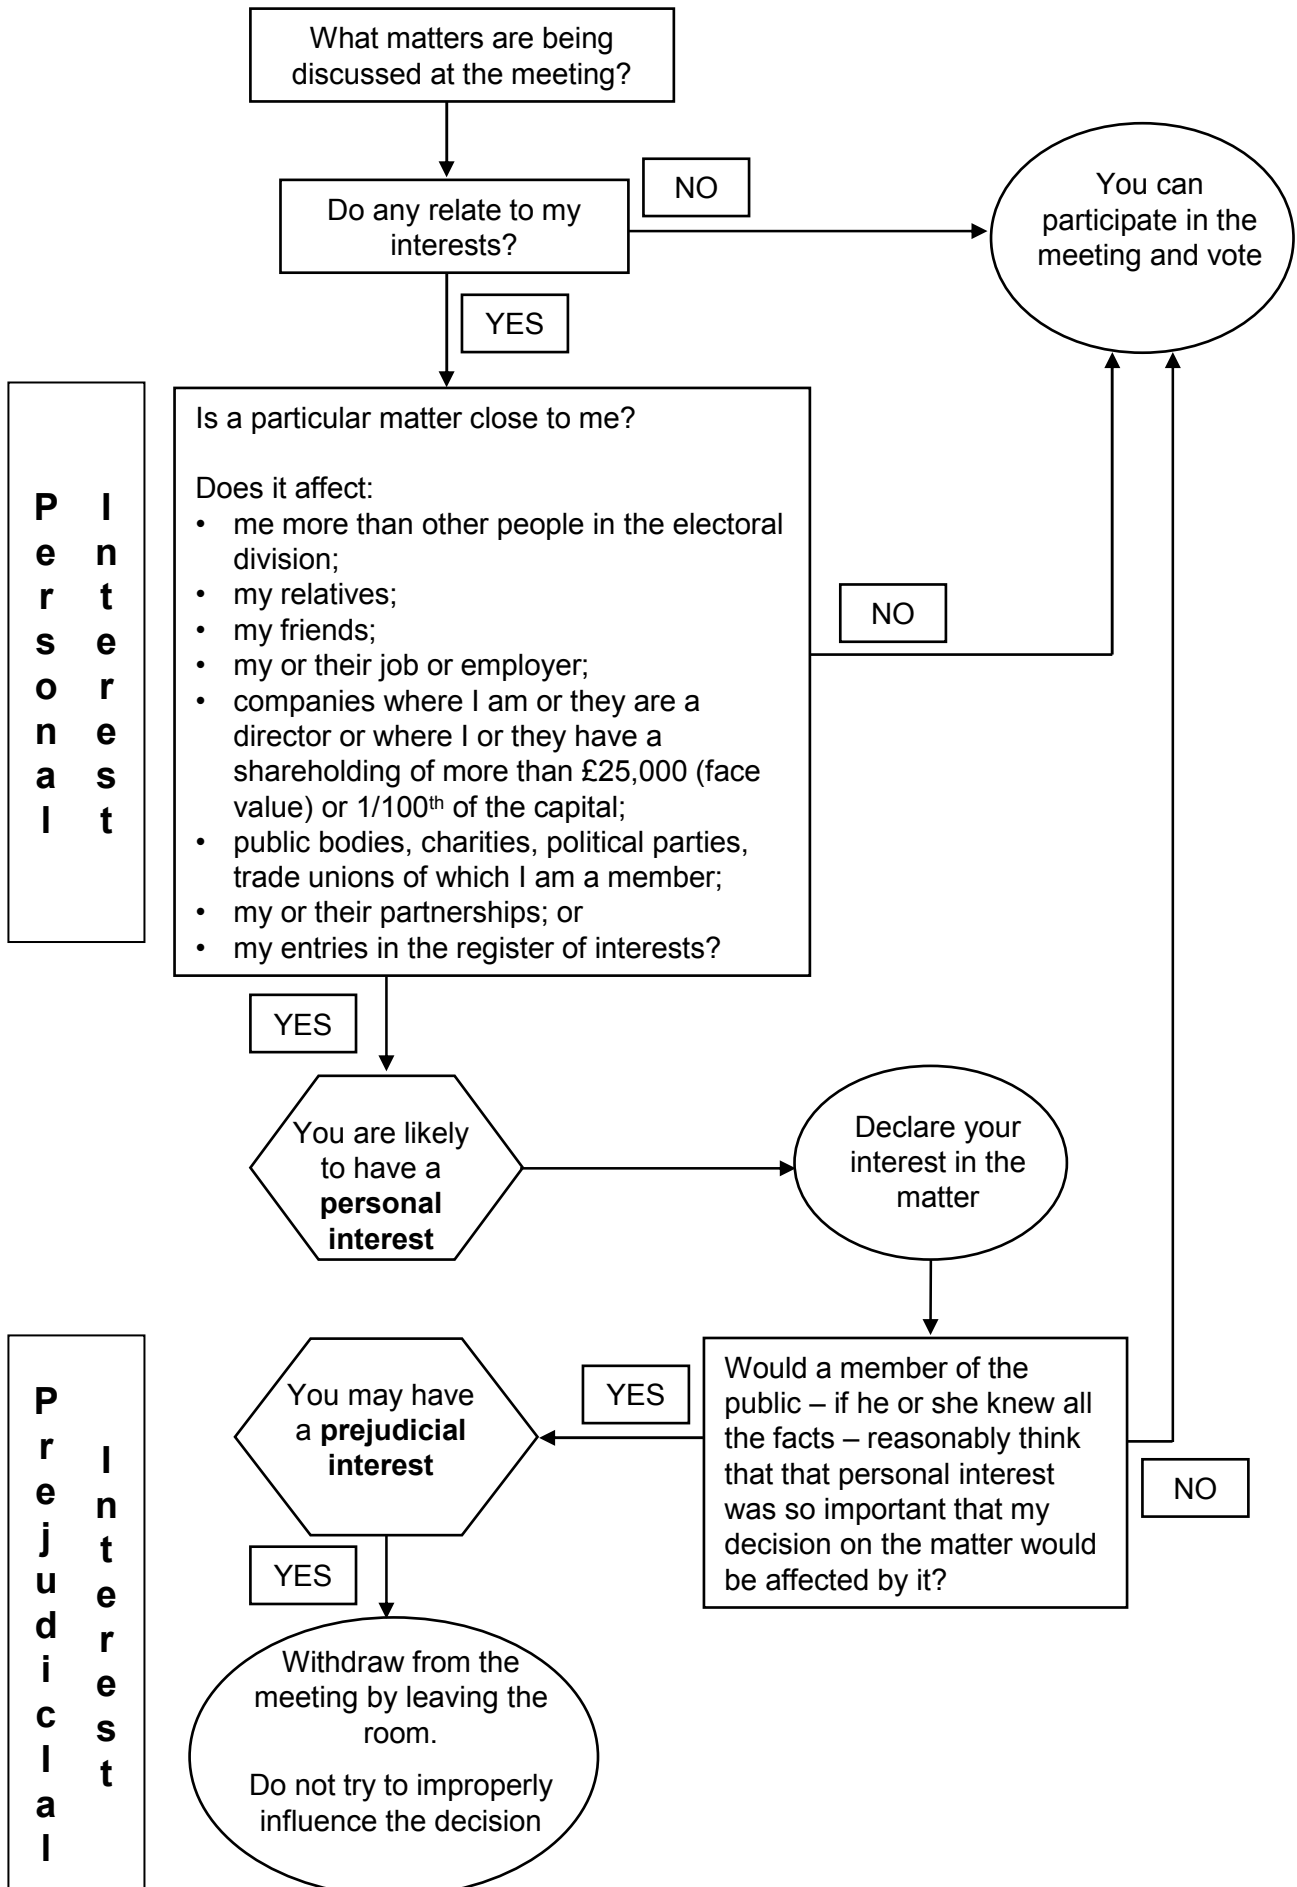 What matters are being
discussed at the meeting?
Do any relate to my
interests?
NO
You can
participate in the
meeting and vote
YES
Personal
Interest
Is a particular matter close to me?
Does it affect:
• me more than other people in the electoral
division;
• my relatives;
• my friends;
• my or their job or employer;
• companies where I am or they are a
director or where I or they have a
shareholding of more than £25,000 (face
value) or 1/100th of the capital;
• public bodies, charities, political parties,
trade unions of which I am a member;
• my or their partnerships; or
• my entries in the register of interests?
NO
YES
You are likely
to have a
personal
interest
Declare your
interest in the
matter
PrejudicIal
Interest
You may have
a prejudicial
interest
YES
Would a member of the
public – if he or she knew all
the facts – reasonably think
that that personal interest
was so important that my
decision on the matter would
be affected by it?
NO
YES
Withdraw from the
meeting by leaving the
room.
Do not try to improperly
influence the decision